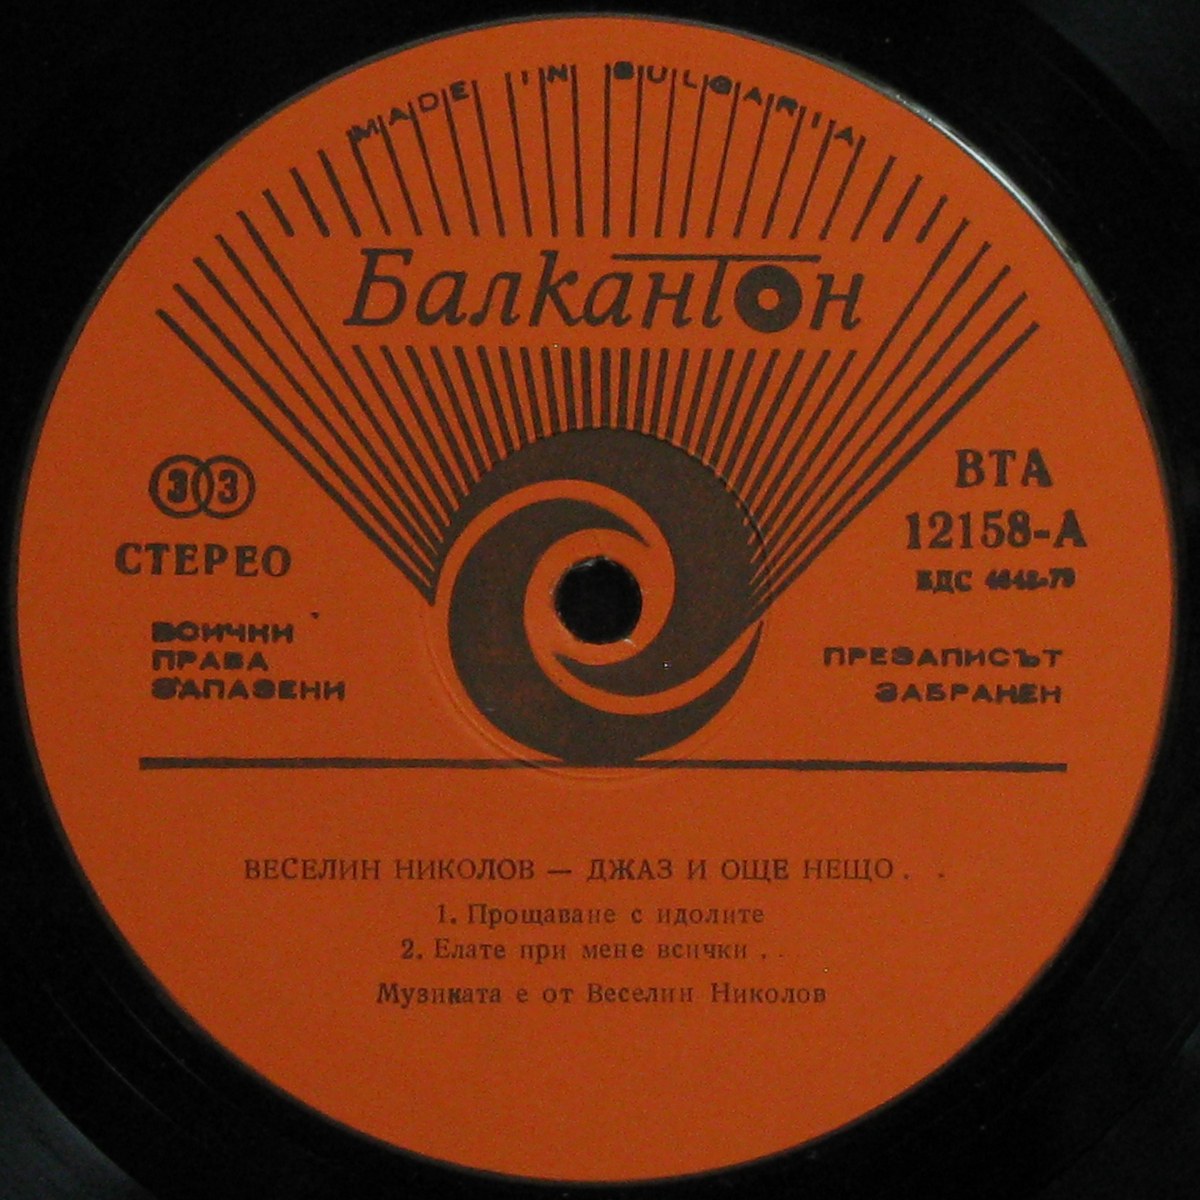 MADE IN BULGARIA
Балкантон
33
СТЕРЕО
ВСИЧКИ
ПРАВА
ЗАПАЗЕНИ
ВТА
12158-А
БДС 4648-79
ПРЕЗАПИСЪТ
ЗАБРАНЕН
ВЕСЕЛИН НИКОЛОВ — ДЖАЗ И ОЩЕ НЕЩО . .
1. Прощаване с идолите
2. Елате при мене всички . .
Музиката е от Веселин Николов